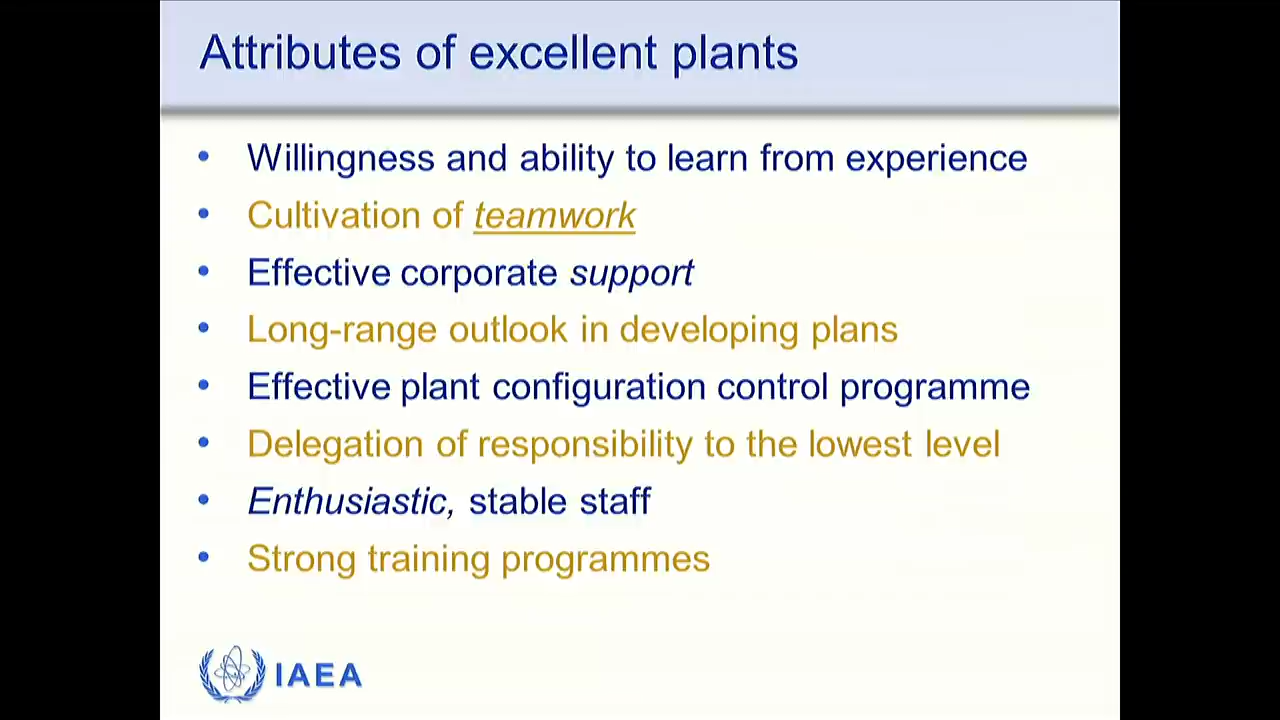 Attributes of excellent plants
• Willingness and ability to learn from experience
• Cultivation of teamwork
• Effective corporate support
• Long-range outlook in developing plans
• Effective plant configuration control programme
• Delegation of responsibility to the lowest level
• Enthusiastic, stable staff
• Strong training programmes
IAEA